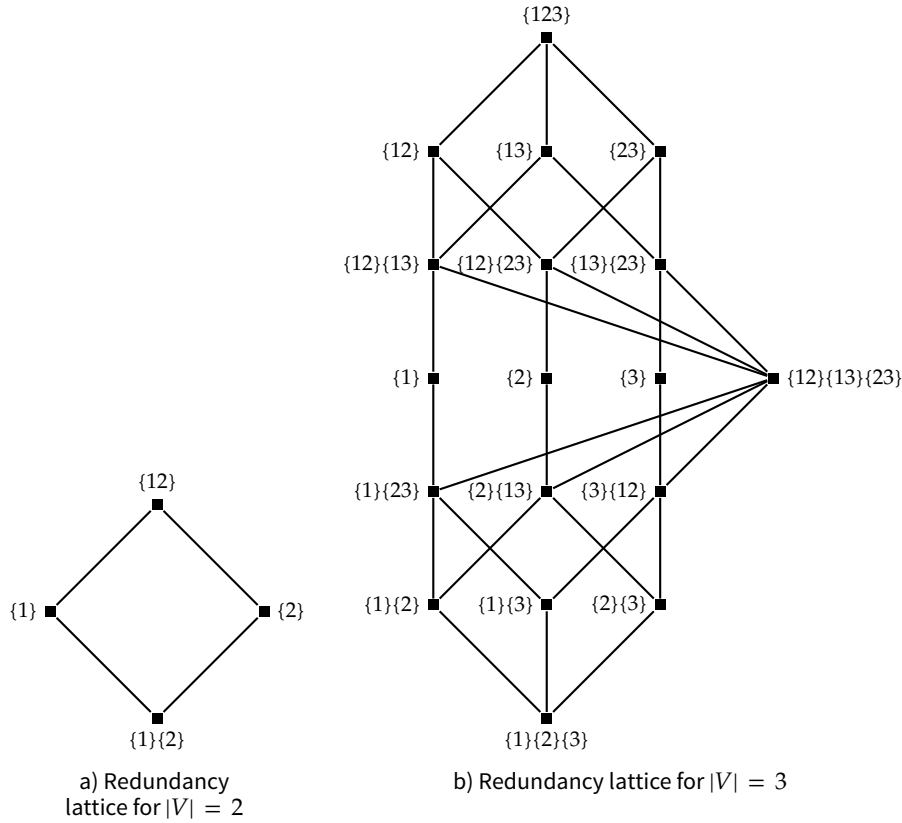 {123}
{12} {13} {23}
{12}{13} {12}{23} {13}{23}
{1} {2} {3} {12}{13}{23}
{1}{23} {2}{13} {3}{12}
{1}{2} {1}{3} {2}{3}
{1}{2}{3}
b) Redundancy lattice for |V| = 3
{12}
{1} {2}
{1}{2}
a) Redundancy
lattice for |V| = 2